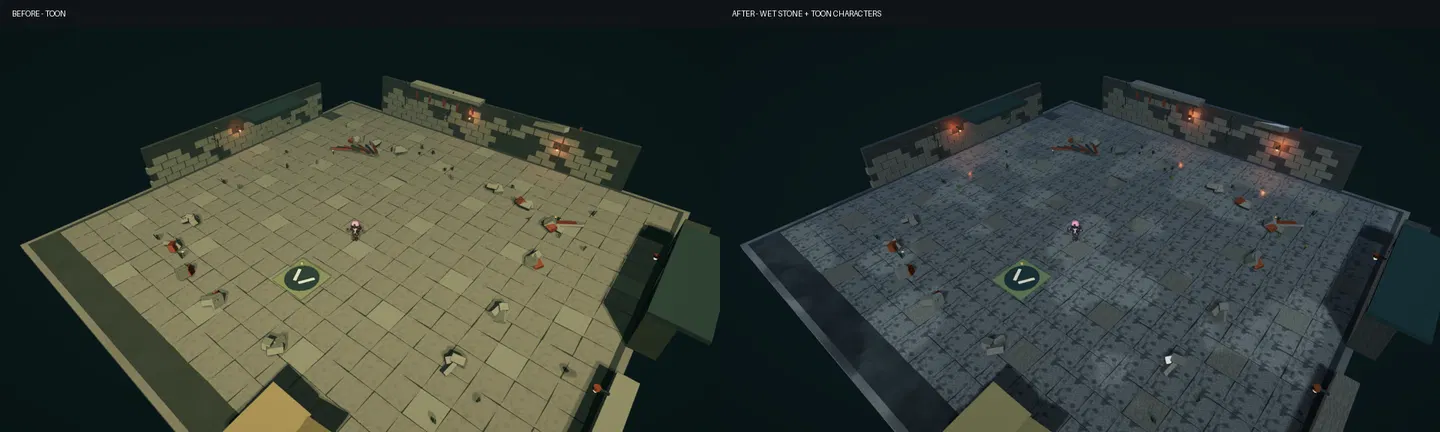 BEFORE - TOON
AFTER - WET STONE + TOON CHARACTERS